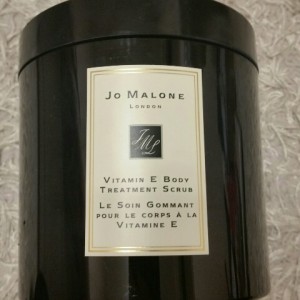 Jo Malone
London
JML
Vitamin E Body
Treatment Scrub
Le Soin Gommant
pour le corps à la
Vitamine E